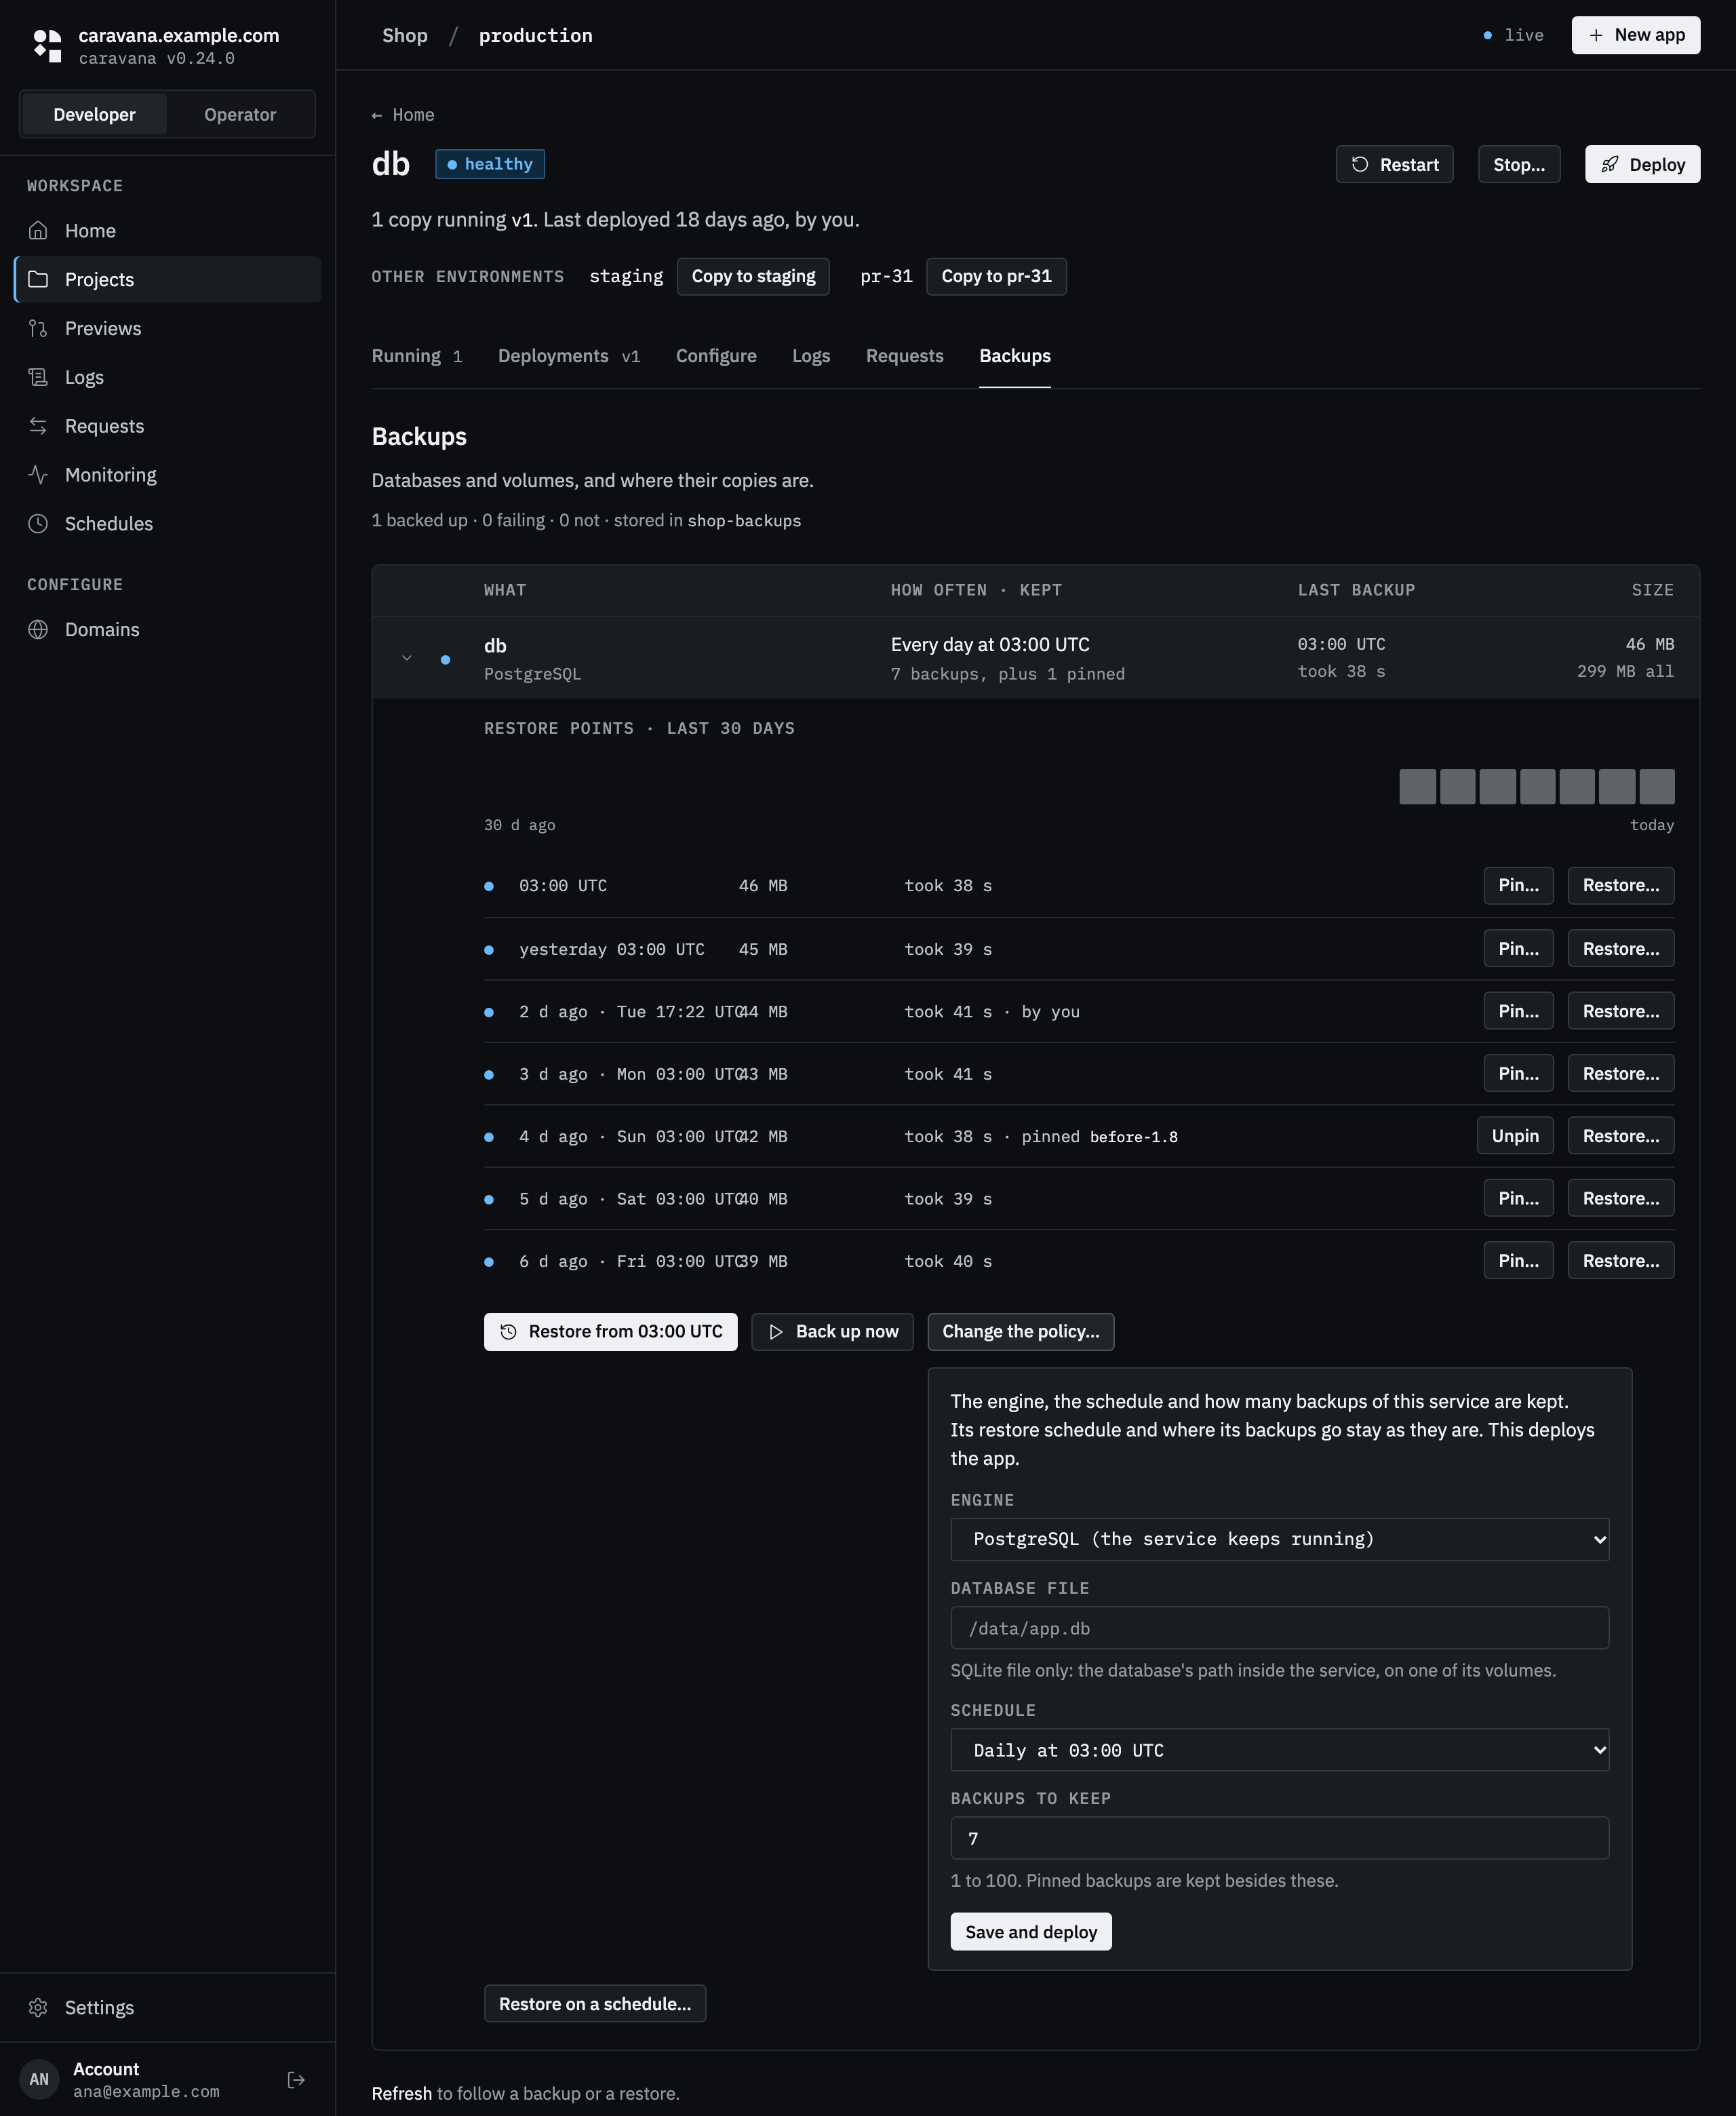 caravana.example.com
caravana v0.24.0
Developer
Operator
WORKSPACE
Home
Projects
Previews
Logs
Requests
Monitoring
Schedules
CONFIGURE
Domains
Settings
AN
Account
ana@example.com
Shop / production
live
+ New app
← Home
db
healthy
Restart
Stop...
Deploy
1 copy running v1. Last deployed 18 days ago, by you.
OTHER ENVIRONMENTS staging Copy to staging pr-31 Copy to pr-31
Running 1 Deployments v1 Configure Logs Requests Backups
Backups
Databases and volumes, and where their copies are.
1 backed up · 0 failing · 0 not · stored in shop-backups
WHAT HOW OFTEN · KEPT LAST BACKUP SIZE
db Every day at 03:00 UTC 03:00 UTC 46 MB
PostgreSQL 7 backups, plus 1 pinned took 38 s 299 MB all
RESTORE POINTS · LAST 30 DAYS
30 d ago today
03:00 UTC 46 MB took 38 s Pin... Restore...
yesterday 03:00 UTC 45 MB took 39 s Pin... Restore...
2 d ago · Tue 17:22 UTC 44 MB took 41 s · by you Pin... Restore...
3 d ago · Mon 03:00 UTC 43 MB took 41 s Pin... Restore...
4 d ago · Sun 03:00 UTC 42 MB took 38 s · pinned before-1.8 Unpin Restore...
5 d ago · Sat 03:00 UTC 40 MB took 39 s Pin... Restore...
6 d ago · Fri 03:00 UTC 39 MB took 40 s Pin... Restore...
Restore from 03:00 UTC Back up now Change the policy...
The engine, the schedule and how many backups of this service are kept.
Its restore schedule and where its backups go stay as they are. This deploys
the app.
ENGINE
PostgreSQL (the service keeps running)
DATABASE FILE
/data/app.db
SQLite file only: the database's path inside the service, on one of its volumes.
SCHEDULE
Daily at 03:00 UTC
BACKUPS TO KEEP
7
1 to 100. Pinned backups are kept besides these.
Save and deploy
Restore on a schedule...
Refresh to follow a backup or a restore.